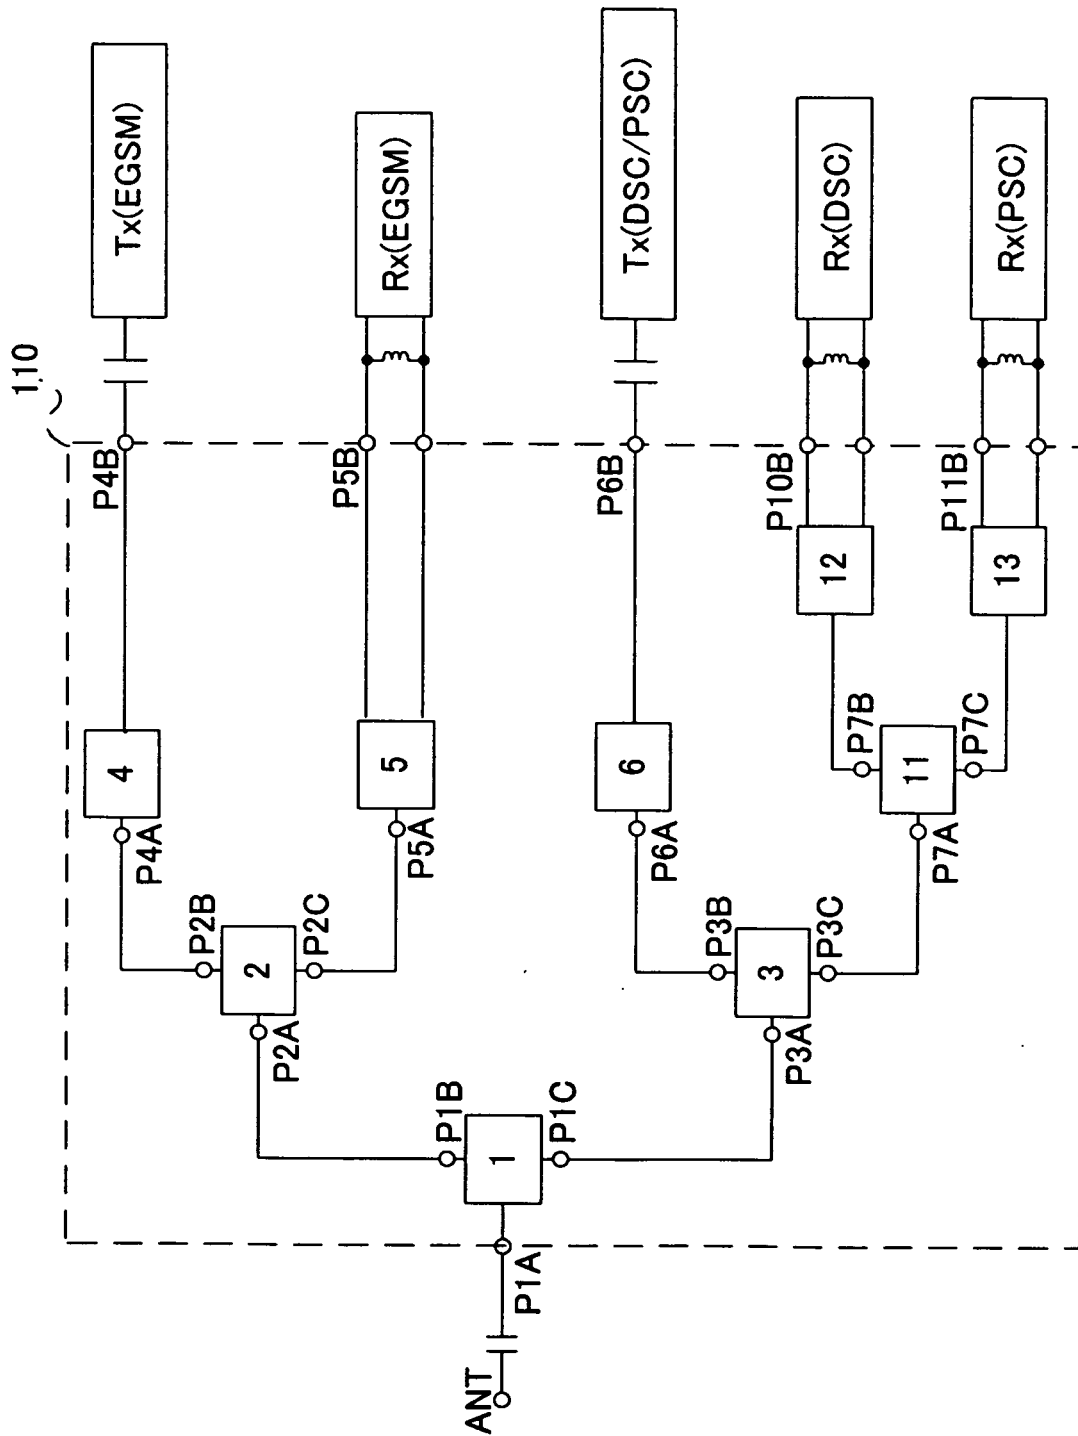 110
Tx(EGSM)
Rx(EGSM)
Tx(DSC/PSC)
Rx(DSC)
Rx(PSC)
P4B
P5B
P6B
P10B
P11B
12
13
4
5
6
11
P4A
P5A
P6A
P7A
P7B
P7C
P2B
2
P2C
P2A
P3B
3
P3C
P3A
P1B
1
P1C
P1A
ANT